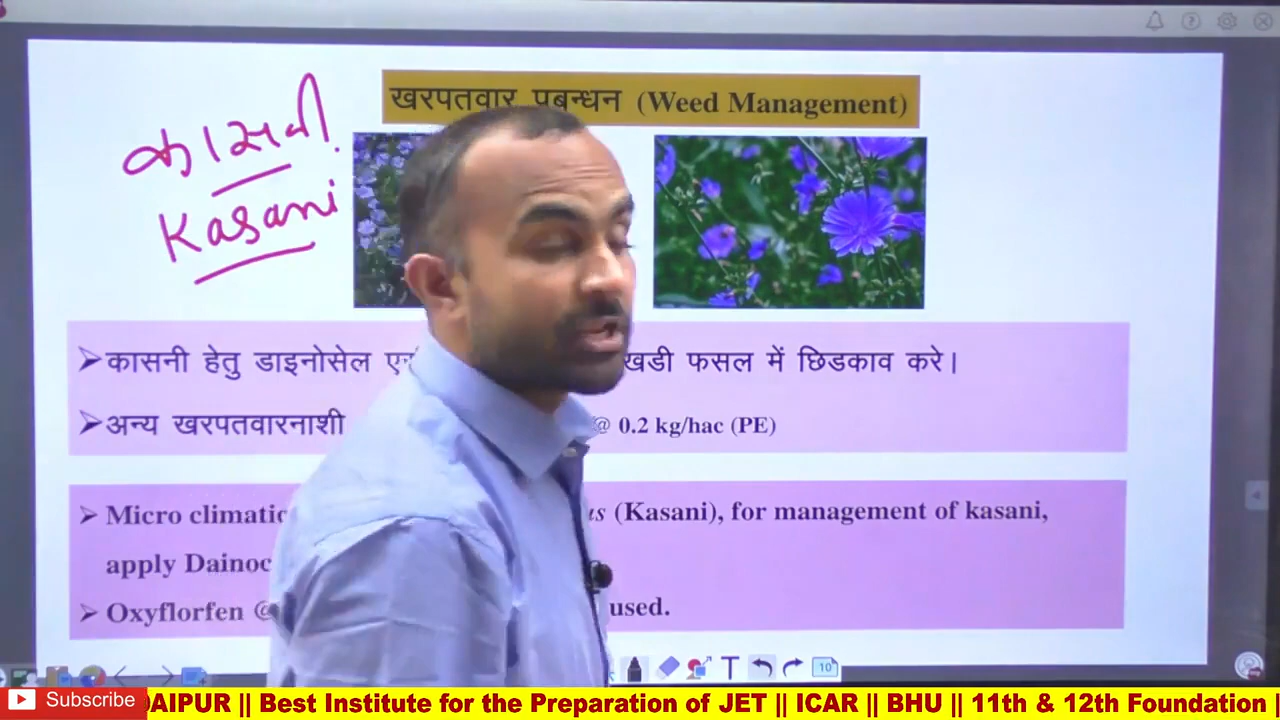 खरपतवार प्रबन्धन (Weed Management)
कासनी
Kasani
➢कासनी हेतु डाइनोसेल खडी फसल में छिडकाव करे।
➢अन्य खरपतवारनाशी @ 0.2 kg/hac (PE)
➢ Micro climatic (Kasani), for management of kasani,
apply
➢ Oxyflorfen @ used.
T
10
Subscribe
|| Best Institute for the Preparation of JET || ICAR || BHU || 11th & 12th Foundation